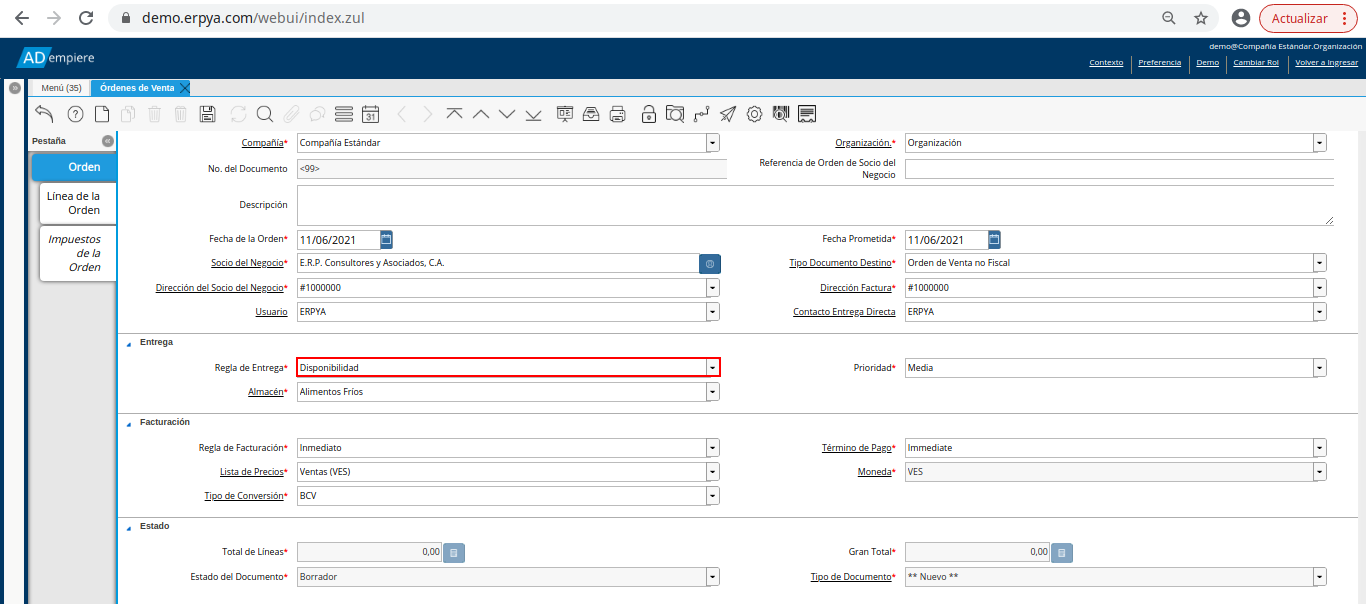 demo.erpya.com/webui/index.zul
Actualizar
ADempiere
demo@Compañía Estándar.Organización
Contexto Preferencia Demo Cambiar Rol Volver a Ingresar
Menú (35) Órdenes de Venta
31
Pestaña
Orden
Línea de la
Orden
Impuestos
de la
Orden
Compañía* Compañía Estándar Organización.* Organización
No. del Documento <99> Referencia de Orden de Socio del
Negocio
Descripción
Fecha de la Orden* 11/06/2021 Fecha Prometida* 11/06/2021
Socio del Negocio* E.R.P. Consultores y Asociados, C.A. Tipo Documento Destino* Orden de Venta no Fiscal
Dirección del Socio del Negocio* #1000000 Dirección Factura* #1000000
Usuario ERPYA Contacto Entrega Directa ERPYA
Entrega
Regla de Entrega* Disponibilidad Prioridad* Media
Almacén* Alimentos Fríos
Facturación
Regla de Facturación* Inmediato Término de Pago* Immediate
Lista de Precios* Ventas (VES) Moneda* VES
Tipo de Conversión* BCV
Estado
Total de Líneas* 0,00 Gran Total* 0,00
Estado del Documento* Borrador Tipo de Documento* ** Nuevo **